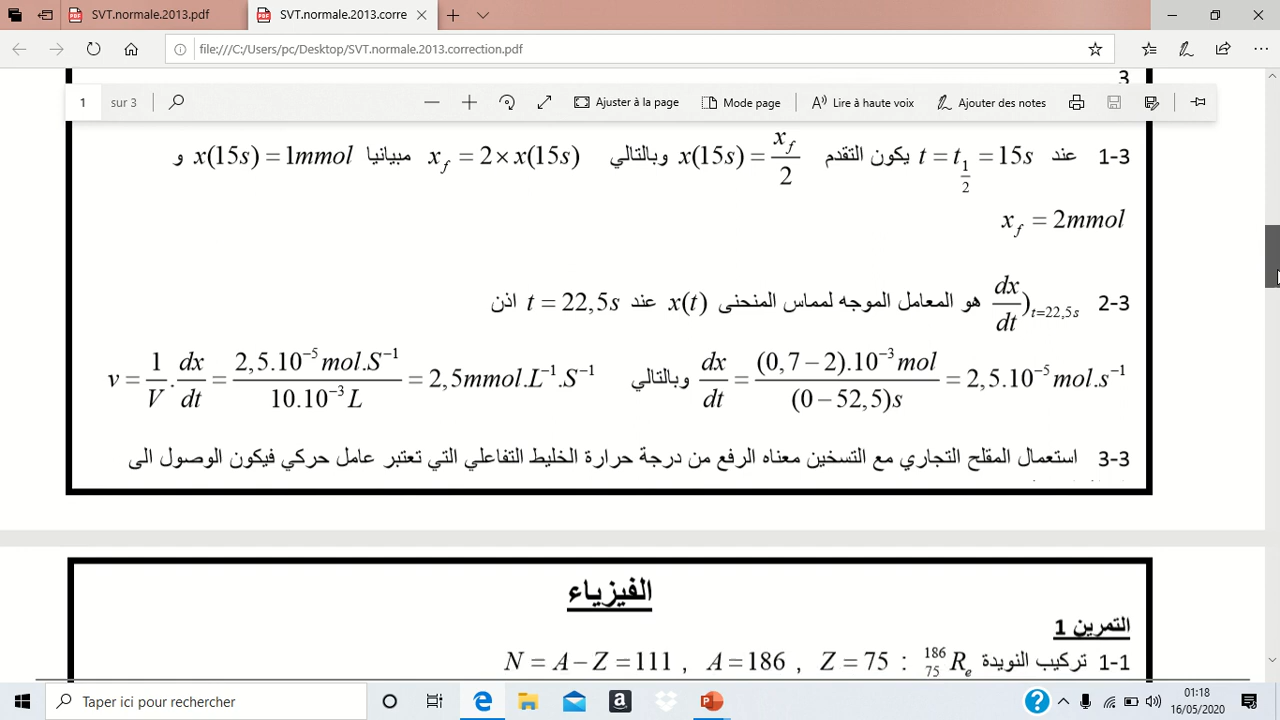 SVT.normale.2013.pdf
SVT.normale.2013.corre
file:///C:/Users/pc/Desktop/SVT.normale.2013.correction.pdf
3
1 sur 3 Ajuster à la page Mode page Lire à haute voix Ajouter des notes
1-3 عند t = t_{1/2} = 15s يكون التقدم x(15s) = x_f/2 وبالتالي x_f = 2 × x(15s) مبيانيا x(15s) = 1mmol و
x_f = 2mmol
2-3 dx/dt)_{t=22,5s} هو المعامل الموجه لمماس المنحنى x(t) عند t = 22,5s اذن
dx/dt = (0,7 − 2).10^{−3} mol / (0 − 52,5)s = 2,5.10^{−5} mol.s^{−1} وبالتالي v = 1/V . dx/dt = 2,5.10^{−5} mol.S^{−1} / 10.10^{−3} L = 2,5mmol.L^{−1}.S^{−1}
3-3 استعمال المقلح التجاري مع التسخين معناه الرفع من درجة حرارة الخليط التفاعلي التي تعتبر عامل حركي فيكون الوصول الى
الفيزياء
التمرين 1
1-1 تركيب النويدة ^{186}_{75}R_e : Z = 75 , A = 186 , N = A − Z = 111
Taper ici pour rechercher
01:18
16/05/2020